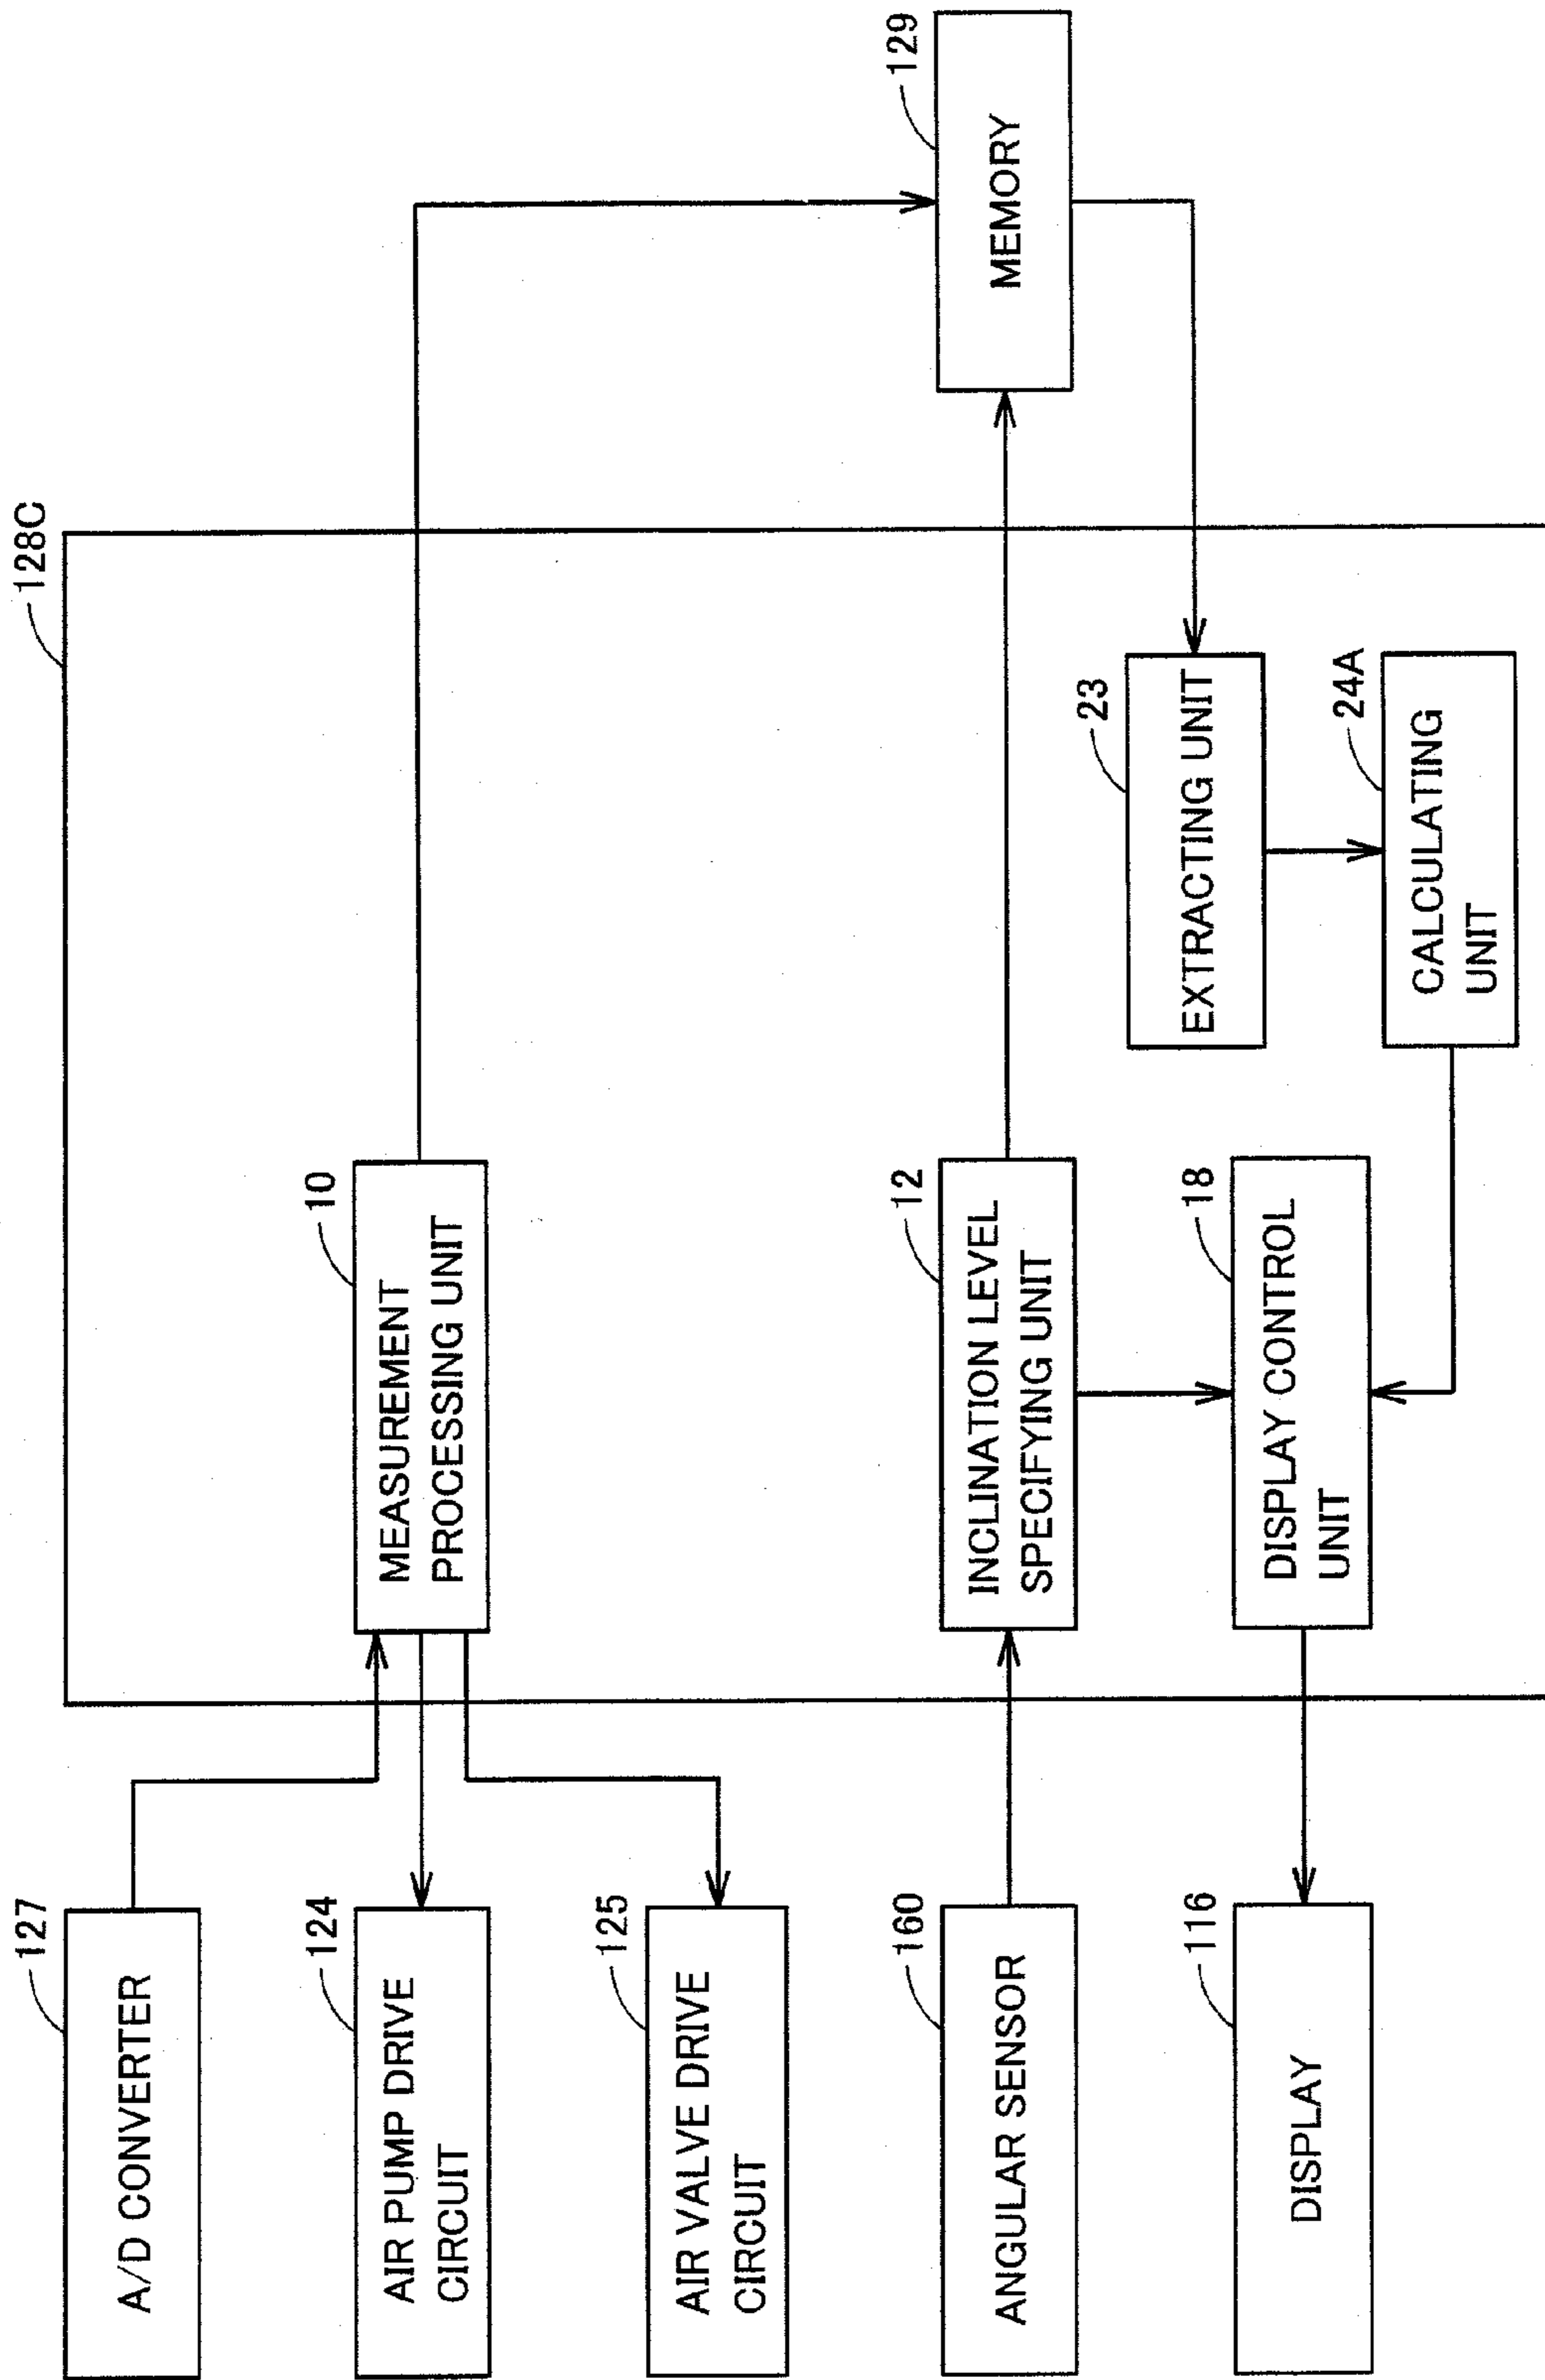 128C
127
A/D CONVERTER
124
AIR PUMP DRIVE
CIRCUIT
125
AIR VALVE DRIVE
CIRCUIT
160
ANGULAR SENSOR
116
DISPLAY
10
MEASUREMENT
PROCESSING UNIT
12
INCLINATION LEVEL
SPECIFYING UNIT
18
DISPLAY CONTROL
UNIT
23
EXTRACTING UNIT
24A
CALCULATING
UNIT
129
MEMORY